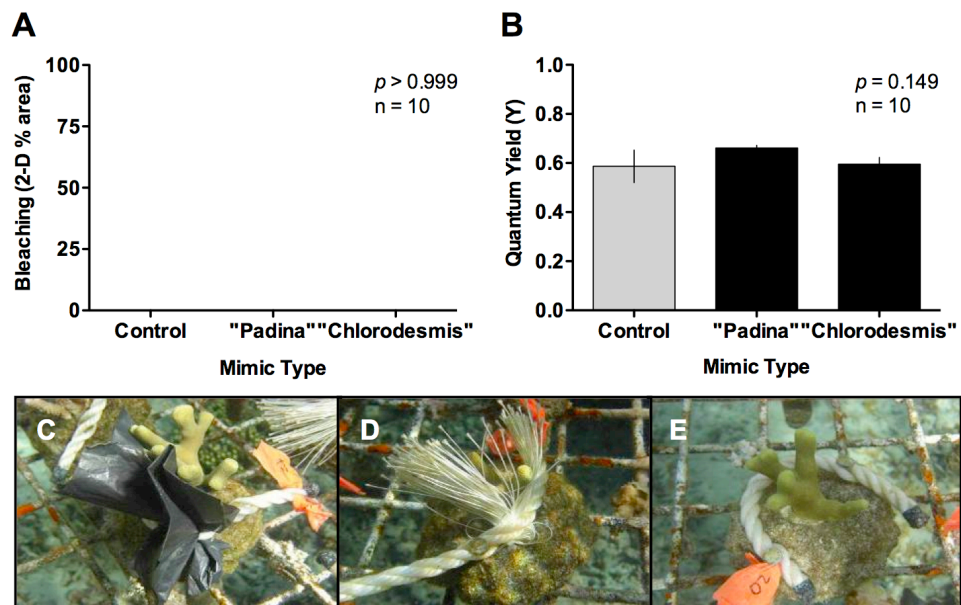 A
Bleaching (2-D % area)
100
75
50
25
0
p > 0.999
n = 10
Control
"Padina"
"Chlorodesmis"
Mimic Type
B
Quantum Yield (Y)
1.0
0.8
0.6
0.4
0.2
0.0
p = 0.149
n = 10
Control
"Padina"
"Chlorodesmis"
Mimic Type
C
D
E